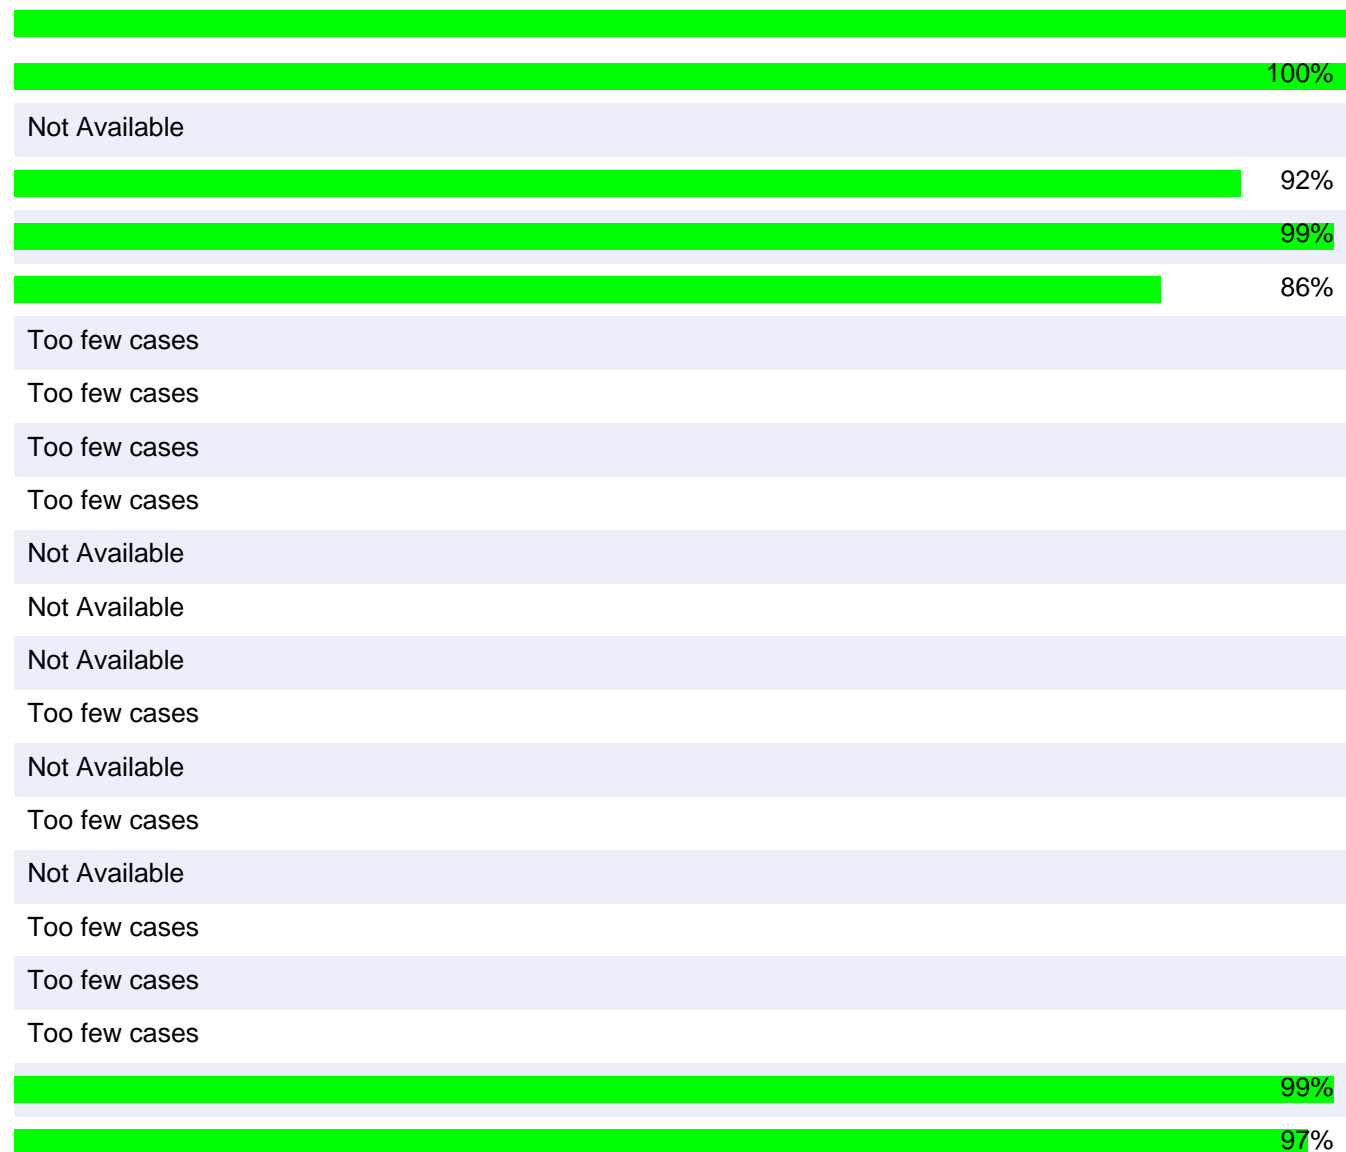 100%
Not Available
92%
99%
86%
Too few cases
Too few cases
Too few cases
Too few cases
Not Available
Not Available
Not Available
Too few cases
Not Available
Too few cases
Not Available
Too few cases
Too few cases
Too few cases
99%
97%